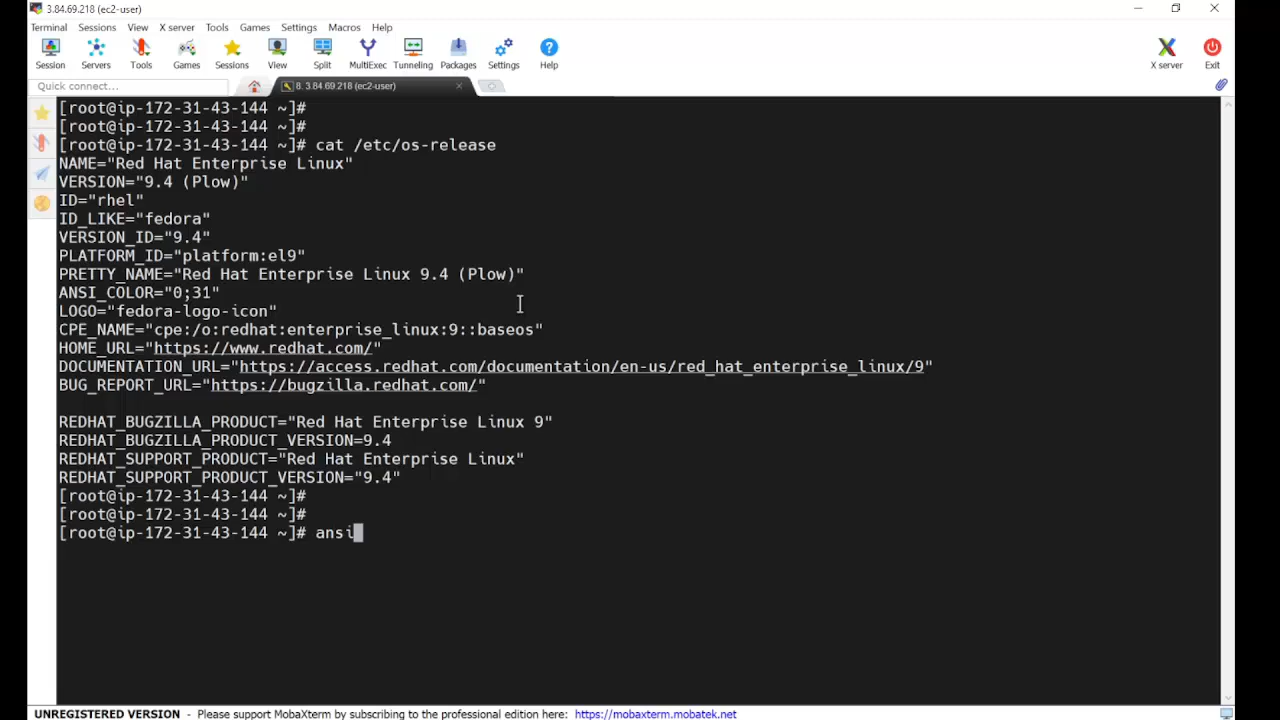 3.84.69.218 (ec2-user)
Terminal Sessions View X server Tools Games Settings Macros Help
Session Servers Tools Games Sessions View Split MultiExec Tunneling Packages Settings Help X server Exit
Quick connect... 8. 3.84.69.218 (ec2-user)
[root@ip-172-31-43-144 ~]#
[root@ip-172-31-43-144 ~]#
[root@ip-172-31-43-144 ~]# cat /etc/os-release
NAME="Red Hat Enterprise Linux"
VERSION="9.4 (Plow)"
ID="rhel"
ID_LIKE="fedora"
VERSION_ID="9.4"
PLATFORM_ID="platform:el9"
PRETTY_NAME="Red Hat Enterprise Linux 9.4 (Plow)"
ANSI_COLOR="0;31"
LOGO="fedora-logo-icon"
CPE_NAME="cpe:/o:redhat:enterprise_linux:9::baseos"
HOME_URL="https://www.redhat.com/"
DOCUMENTATION_URL="https://access.redhat.com/documentation/en-us/red_hat_enterprise_linux/9"
BUG_REPORT_URL="https://bugzilla.redhat.com/"
REDHAT_BUGZILLA_PRODUCT="Red Hat Enterprise Linux 9"
REDHAT_BUGZILLA_PRODUCT_VERSION=9.4
REDHAT_SUPPORT_PRODUCT="Red Hat Enterprise Linux"
REDHAT_SUPPORT_PRODUCT_VERSION="9.4"
[root@ip-172-31-43-144 ~]#
[root@ip-172-31-43-144 ~]#
[root@ip-172-31-43-144 ~]# ansi
UNREGISTERED VERSION - Please support MobaXterm by subscribing to the professional edition here: https://mobaxterm.mobatek.net